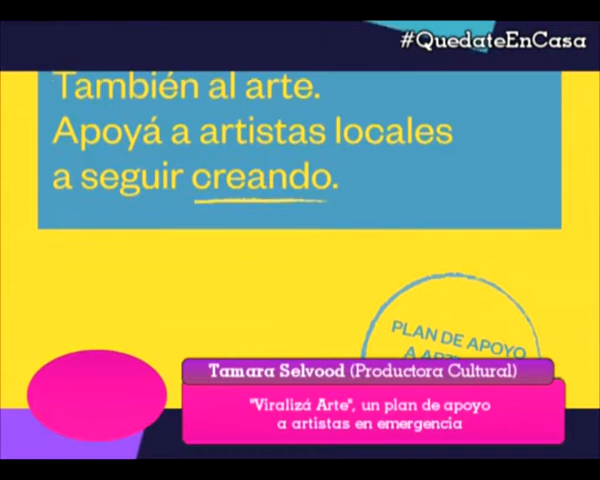 #QuedateEnCasa
También al arte.
Apoyá a artistas locales
a seguir creando.
PLAN DE APOYO
Tamara Selvood (Productora Cultural)
"Viralizá Arte", un plan de apoyo
a artistas en emergencia